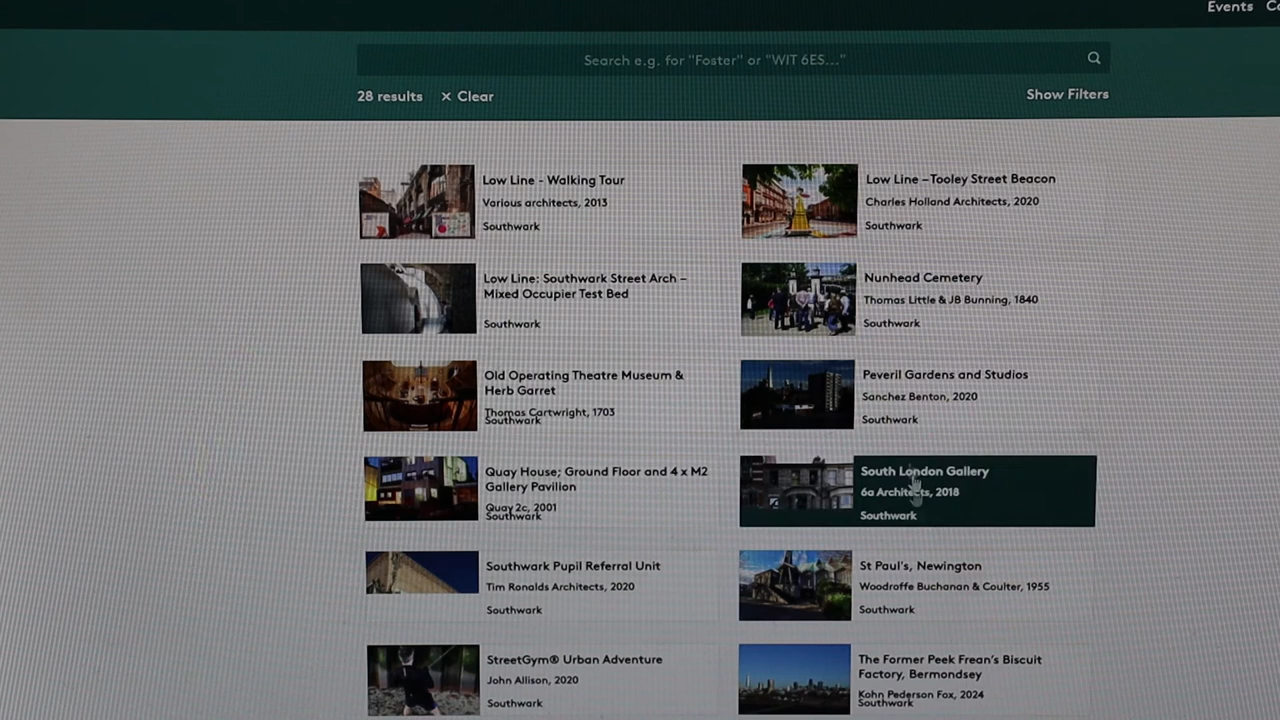 Events
Search e.g. for "Foster" or "W1T 6ES..."
28 results × Clear
Show Filters
Low Line - Walking Tour
Various architects, 2013
Southwark
Low Line – Tooley Street Beacon
Charles Holland Architects, 2020
Southwark
Low Line: Southwark Street Arch –
Mixed Occupier Test Bed
Southwark
Nunhead Cemetery
Thomas Little & JB Bunning, 1840
Southwark
Old Operating Theatre Museum &
Herb Garret
Thomas Cartwright, 1703
Southwark
Peveril Gardens and Studios
Sanchez Benton, 2020
Southwark
Quay House; Ground Floor and 4 x M2
Gallery Pavilion
Quay 2c, 2001
Southwark
South London Gallery
6a Architects, 2018
Southwark
Southwark Pupil Referral Unit
Tim Ronalds Architects, 2020
Southwark
St Paul's, Newington
Woodroffe Buchanan & Coulter, 1955
Southwark
StreetGym® Urban Adventure
John Allison, 2020
Southwark
The Former Peek Frean's Biscuit
Factory, Bermondsey
Kohn Pederson Fox, 2024
Southwark